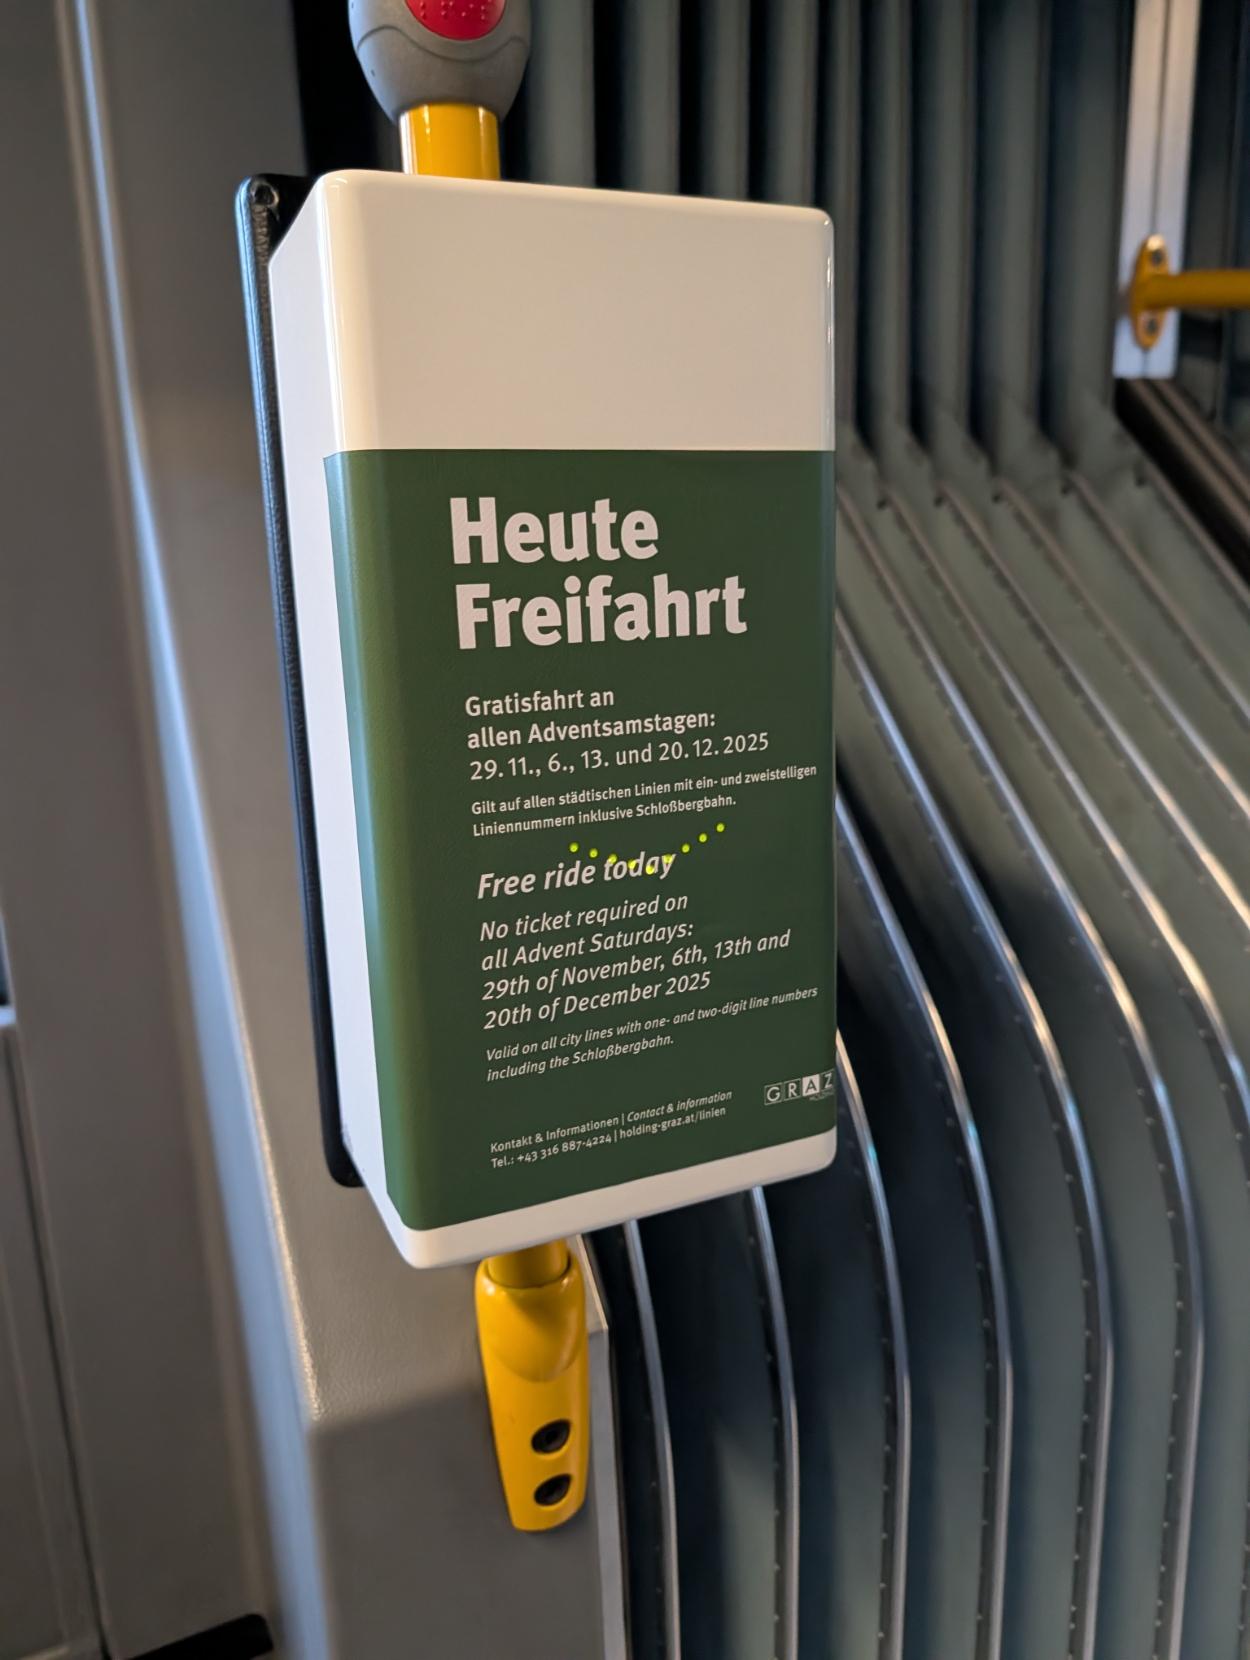 Heute
Freifahrt
Gratisfahrt an
allen Adventsamstagen:
29. 11., 6., 13. und 20. 12. 2025
Gilt auf allen städtischen Linien mit ein- und zweistelligen
Liniennummern inklusive Schloßbergbahn.
Free ride today
No ticket required on
all Advent Saturdays:
29th of November, 6th, 13th and
20th of December 2025
Valid on all city lines with one- and two-digit line numbers
including the Schloßbergbahn.
Kontakt & Informationen | Contact & information
Tel.: +43 316 887-4224 | holding-graz.at/linien
GRAZ
HOLDING